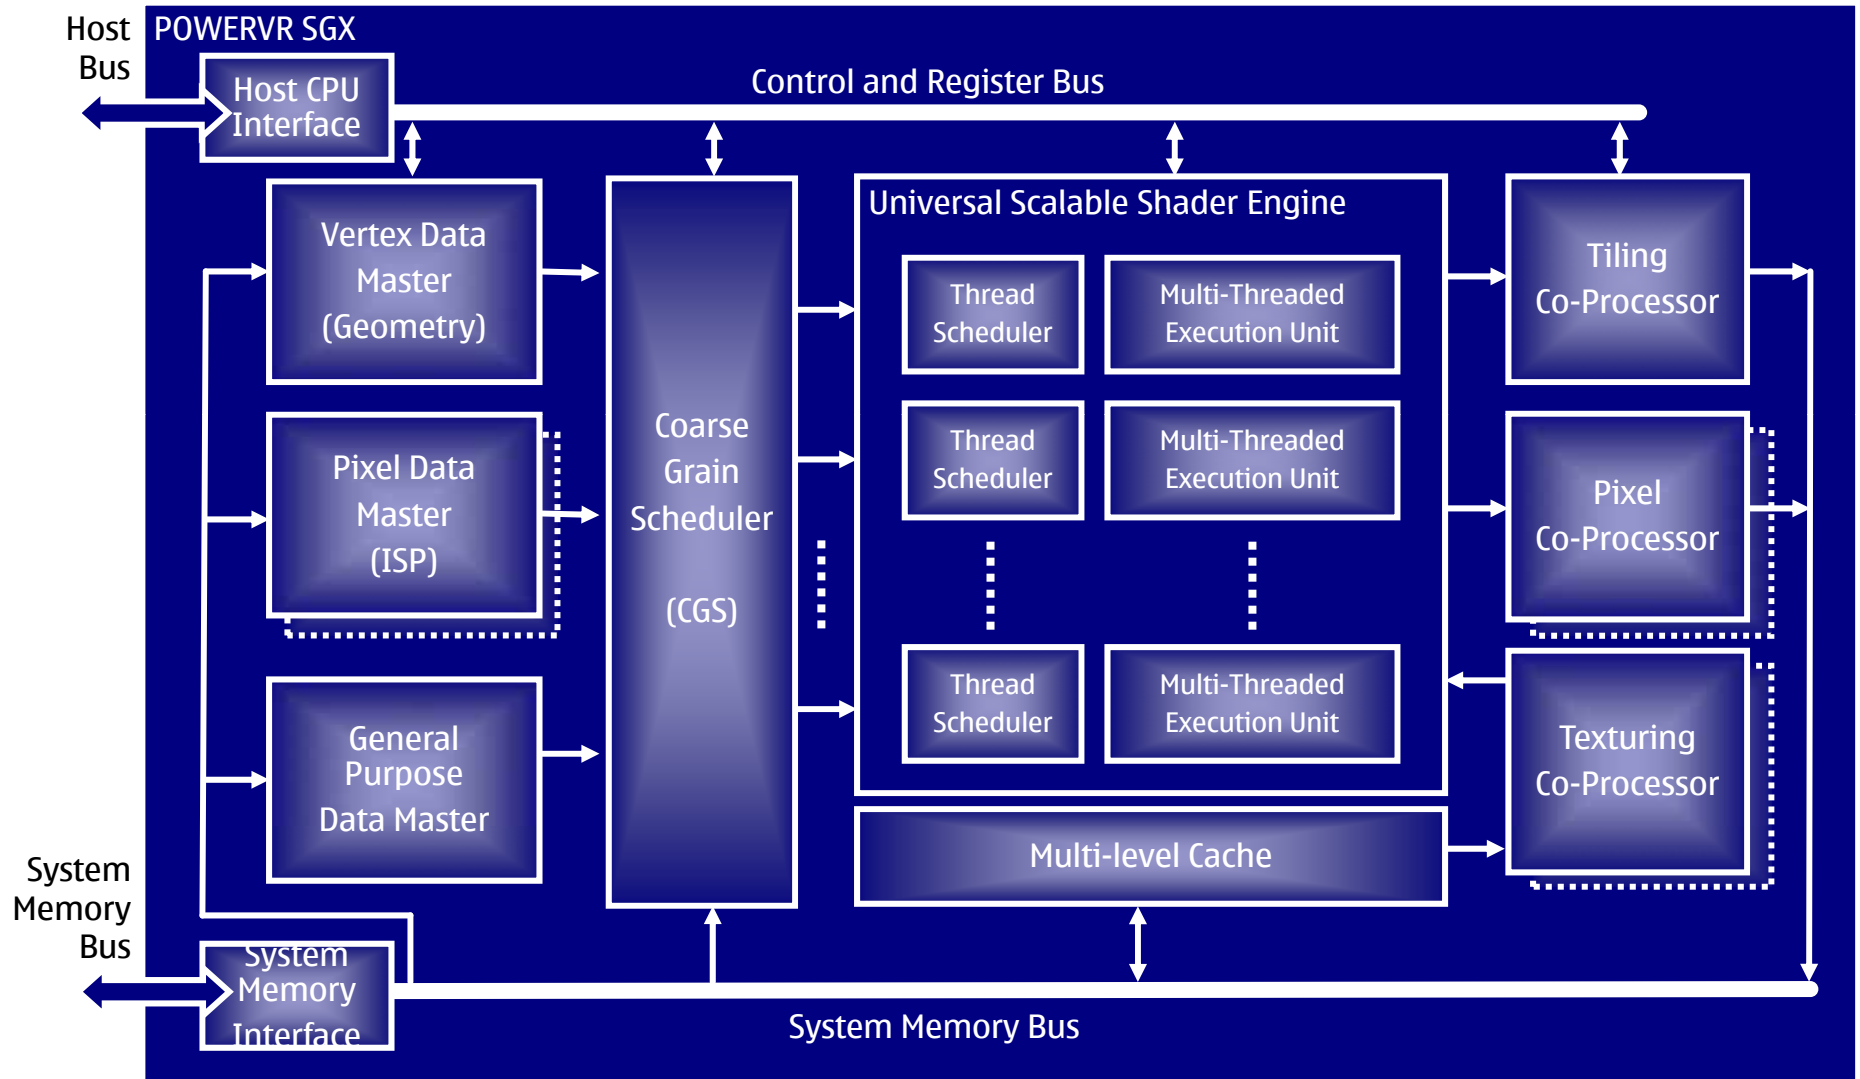 Host
Bus
POWERVR SGX
Host CPU
Interface
Control and Register Bus
Vertex Data
Master
(Geometry)
Pixel Data
Master
(ISP)
General
Purpose
Data Master
Coarse
Grain
Scheduler
(CGS)
Universal Scalable Shader Engine
Thread
Scheduler
Multi-Threaded
Execution Unit
Thread
Scheduler
Multi-Threaded
Execution Unit
Thread
Scheduler
Multi-Threaded
Execution Unit
Multi-level Cache
Tiling
Co-Processor
Pixel
Co-Processor
Texturing
Co-Processor
System
Memory
Bus
System
Memory
Interface
System Memory Bus